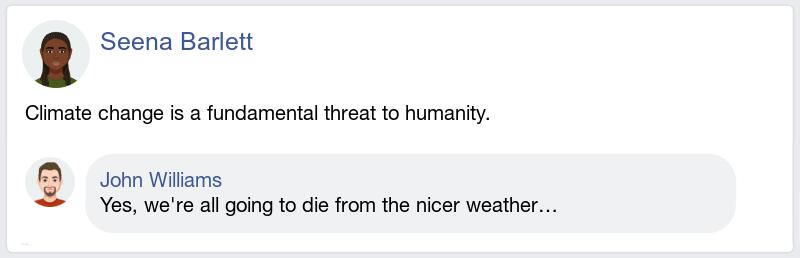 Seena Barlett
Climate change is a fundamental threat to humanity.
John Williams
Yes, we're all going to die from the nicer weather...